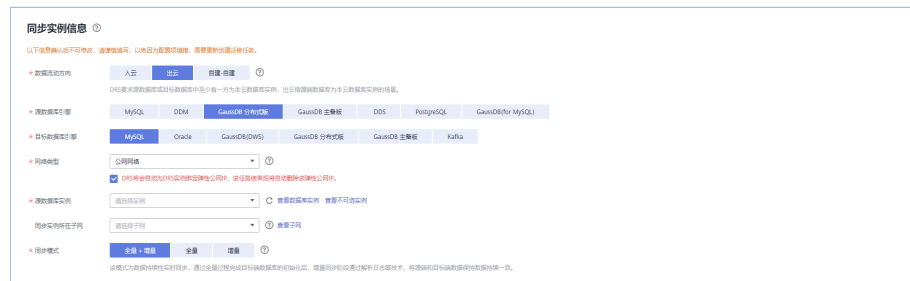 同步实例信息
以下信息确认后不可修改，请谨慎填写，以免因为配置项填错，需要重新创建迁移任务。
* 数据流动方向 入云 出云 自建-自建
DRS要求源数据库或目标数据库中至少有一方为本云数据库实例，出云指源端数据库为本云数据库实例的场景。
* 源数据库引擎 MySQL DDM GaussDB 分布式版 GaussDB 主备版 DDS PostgreSQL GaussDB(for MySQL)
* 目标数据库引擎 MySQL Oracle GaussDB(DWS) GaussDB 分布式版 GaussDB 主备版 Kafka
* 网络类型 公网网络
DRS将会自动为DRS实例绑定弹性公网IP，该任务结束后将自动删除该弹性公网IP。
* 源数据库实例 请选择实例 查看数据库实例 查看不可选实例
同步实例所在子网 请选择子网 查看子网
* 同步模式 全量+增量 全量 增量
该模式为数据持续性实时同步，通过全量过程完成目标端数据库的初始化后，增量同步阶段通过解析日志等技术，将源端和目标端数据保持数据持续一致。